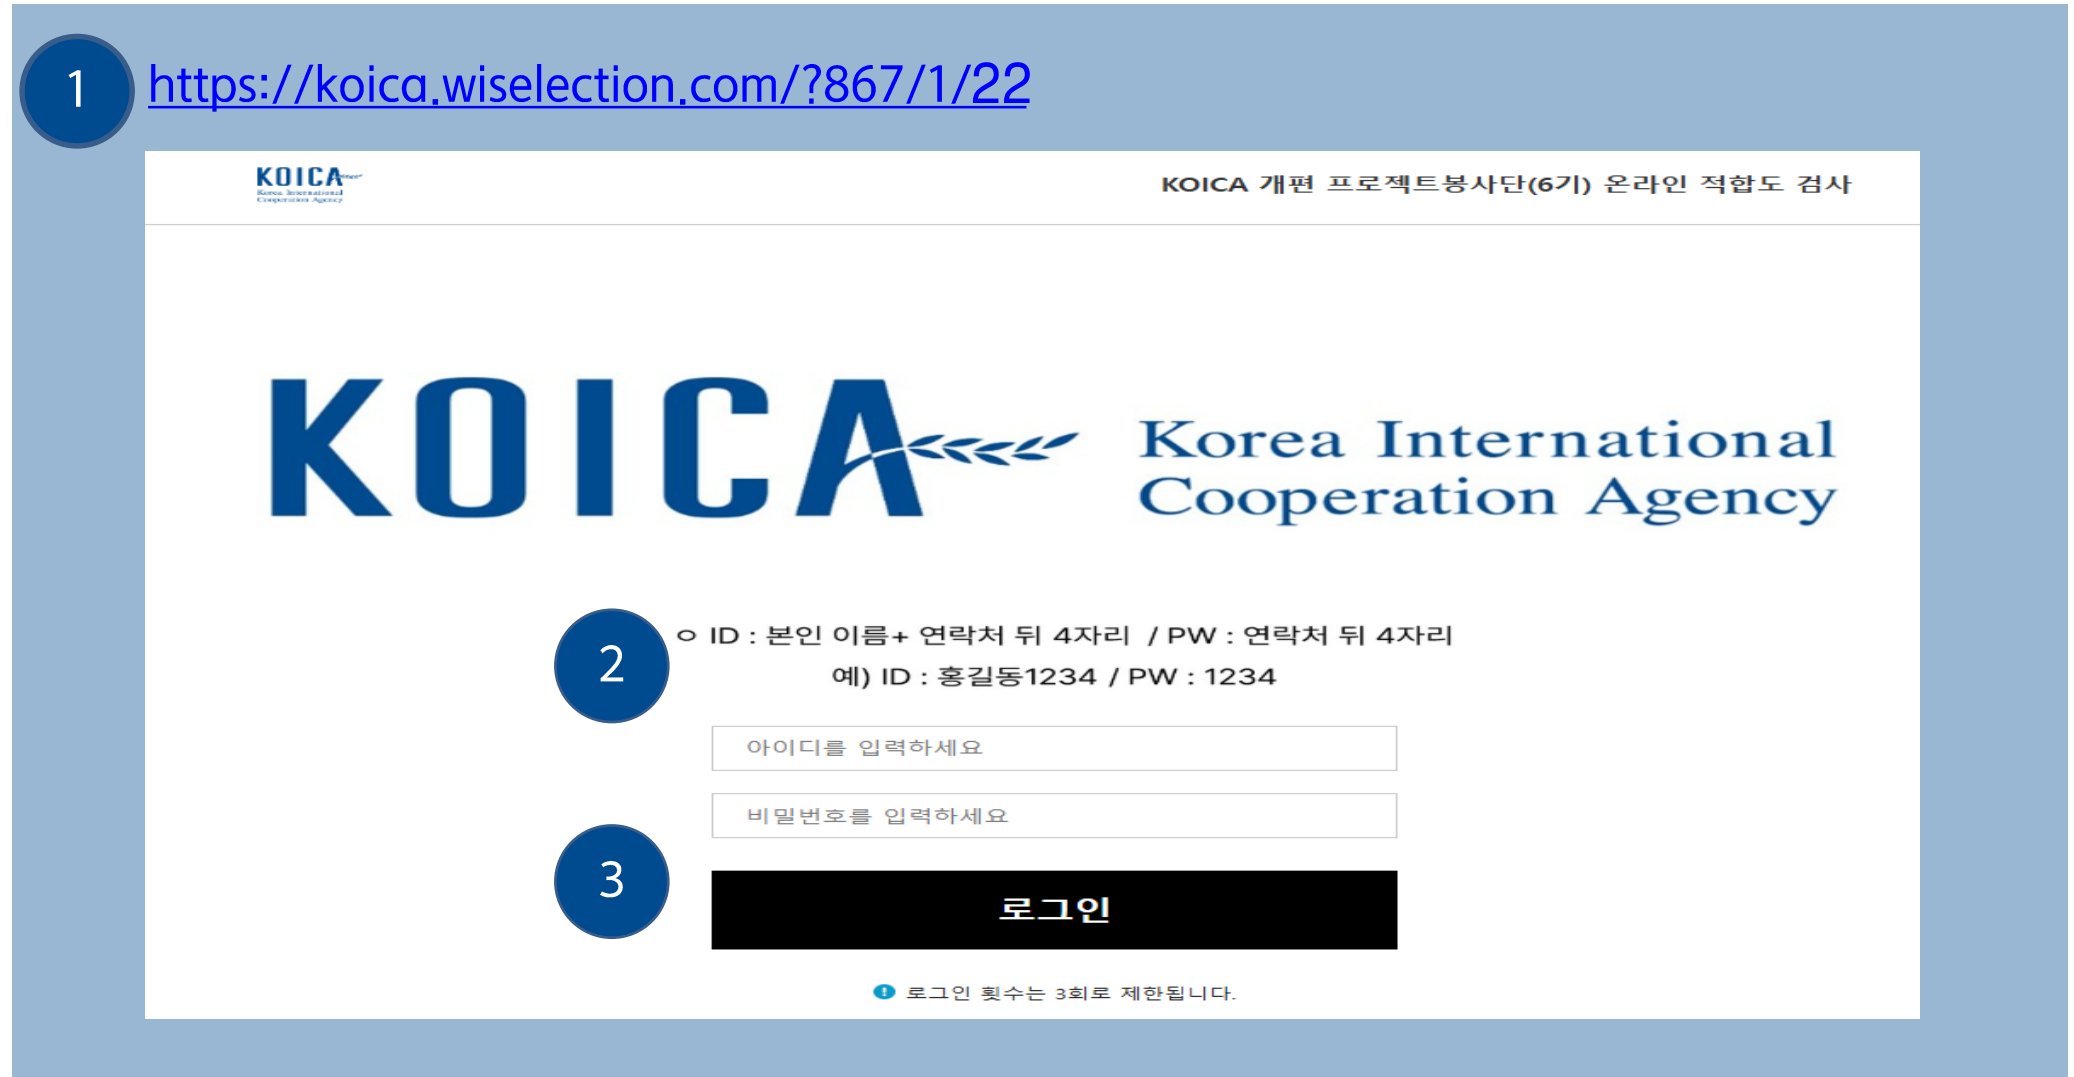 1
https://koica.wiselection.com/?867/1/22
KOICA
Korea International
Cooperation Agency
KOICA 개편 프로젝트봉사단(6기) 온라인 적합도 검사
KOICA
Korea International
Cooperation Agency
2
ㅇ ID : 본인 이름+ 연락처 뒤 4자리 / PW : 연락처 뒤 4자리
예) ID : 홍길동1234 / PW : 1234
아이디를 입력하세요
비밀번호를 입력하세요
3
로그인
로그인 횟수는 3회로 제한됩니다.